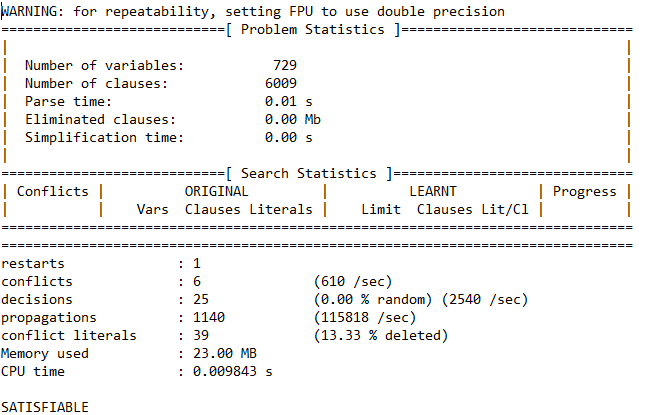 WARNING: for repeatability, setting FPU to use double precision
============================[ Problem Statistics ]=============================
|                                                                             |
|  Number of variables:           729                                         |
|  Number of clauses:            6009                                         |
|  Parse time:                   0.01 s                                       |
|  Eliminated clauses:           0.00 Mb                                      |
|  Simplification time:          0.00 s                                       |
|                                                                             |
============================[ Search Statistics ]==============================
| Conflicts |          ORIGINAL         |          LEARNT          | Progress |
|           |    Vars  Clauses Literals |    Limit  Clauses Lit/Cl |          |
===============================================================================
===============================================================================
restarts              : 1
conflicts             : 6              (610 /sec)
decisions             : 25             (0.00 % random) (2540 /sec)
propagations          : 1140           (115818 /sec)
conflict literals     : 39             (13.33 % deleted)
Memory used           : 23.00 MB
CPU time              : 0.009843 s

SATISFIABLE